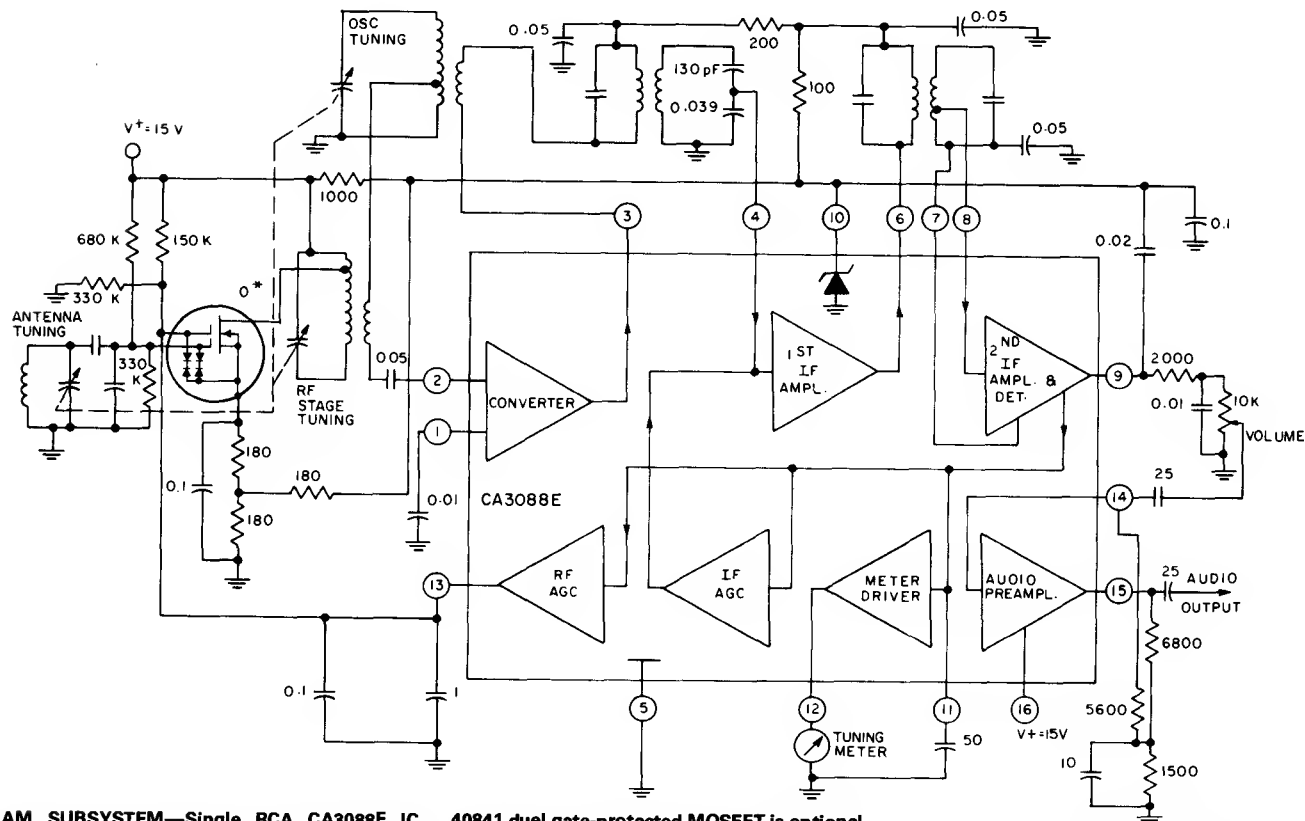 OSC
TUNING
0.05
200
0.05
130 pF
0.039
100
0.05
V+=15 V
1000
680 K
150 K
3
4
10
6
7
8
0.02
0.1
330 K
O*
ANTENNA
TUNING
330
K
RF
STAGE
TUNING
0.05
2
CONVERTER
1
1ST
IF
AMPL.
2ND
IF
AMPL. &
DET.
9
2000
0.01
10K
VOLUME
180
0.1
180
180
0.01
CA3088E
14
25
13
RF
AGC
IF
AGC
METER
DRIVER
AUDIO
PREAMPL.
15
25 AUDIO
OUTPUT
6800
0.1
1
5
12
11
16
V+=15V
5600
TUNING
METER
50
10
1500
AM SUBSYSTEM—Single RCA CA3088E IC
40841 duel gate-protected MOSFET is optional